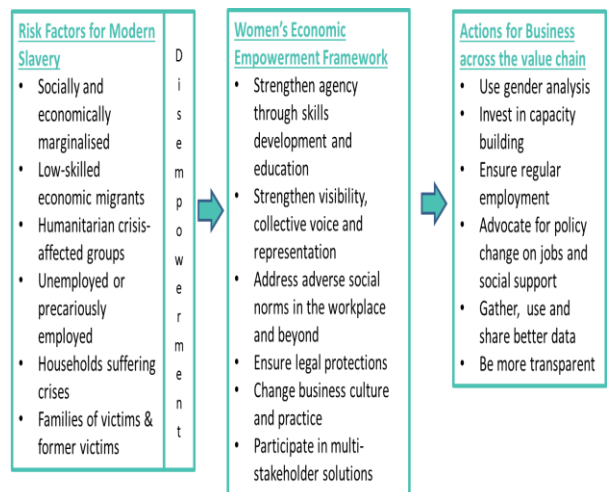 Risk Factors for Modern
Slavery
• Socially and
economically
marginalised
• Low-skilled
economic migrants
• Humanitarian crisis-
affected groups
• Unemployed or
precariously
employed
• Households suffering
crises
• Families of victims &
former victims
D
i
s
e
m
p
o
w
e
r
m
e
n
t
Women's Economic
Empowerment Framework
• Strengthen agency
through skills
development and
education
• Strengthen visibility,
collective voice and
representation
• Address adverse social
norms in the workplace
and beyond
• Ensure legal protections
• Change business culture
and practice
• Participate in multi-
stakeholder solutions
Actions for Business
across the value chain
• Use gender analysis
• Invest in capacity
building
• Ensure regular
employment
• Advocate for policy
change on jobs and
social support
• Gather, use and
share better data
• Be more transparent